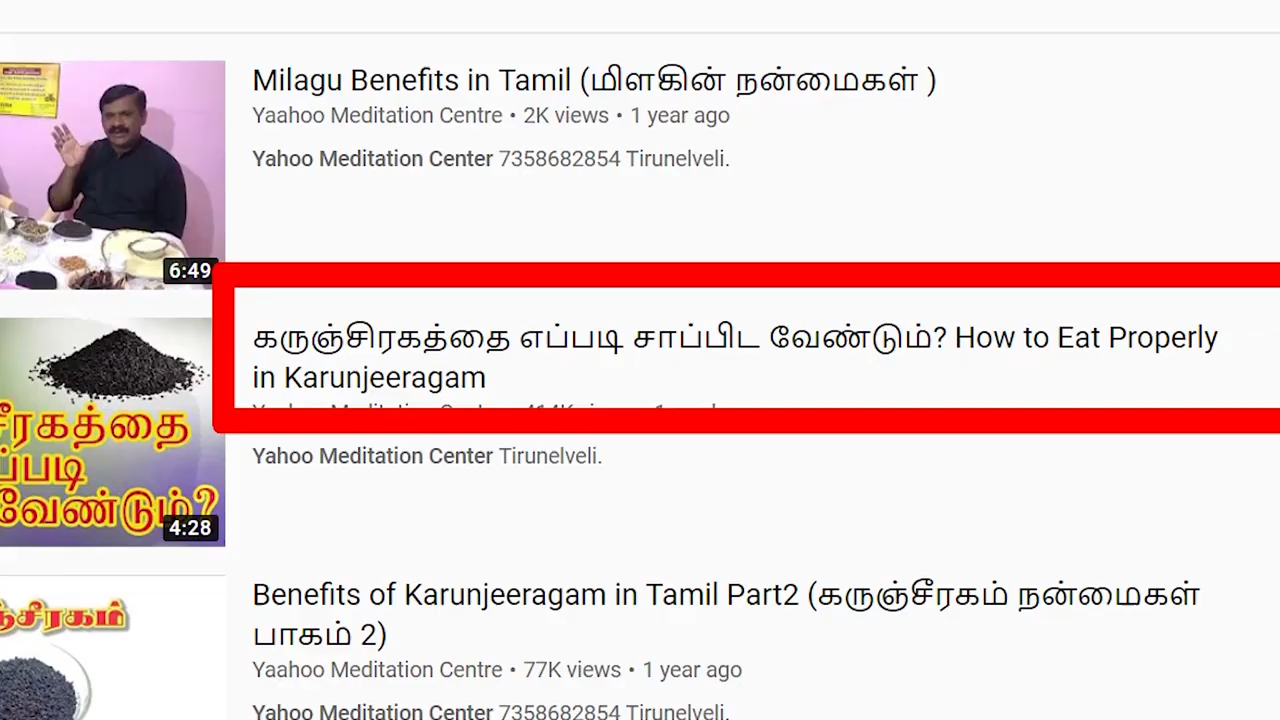 Milagu Benefits in Tamil (மிளகின் நன்மைகள் )
Yaahoo Meditation Centre • 2K views • 1 year ago
Yahoo Meditation Center 7358682854 Tirunelveli.
6:49
கருஞ்சிரகத்தை எப்படி சாப்பிட வேண்டும்? How to Eat Properly
in Karunjeeragam
Yahoo Meditation Center Tirunelveli.
சீரகத்தை
ப்படி
வேண்டும்?
4:28
Benefits of Karunjeeragam in Tamil Part2 (கருஞ்சீரகம் நன்மைகள்
பாகம் 2)
Yaahoo Meditation Centre • 77K views • 1 year ago
Yahoo Meditation Center 7358682854 Tirunelveli.
ஞ்சீரகம்